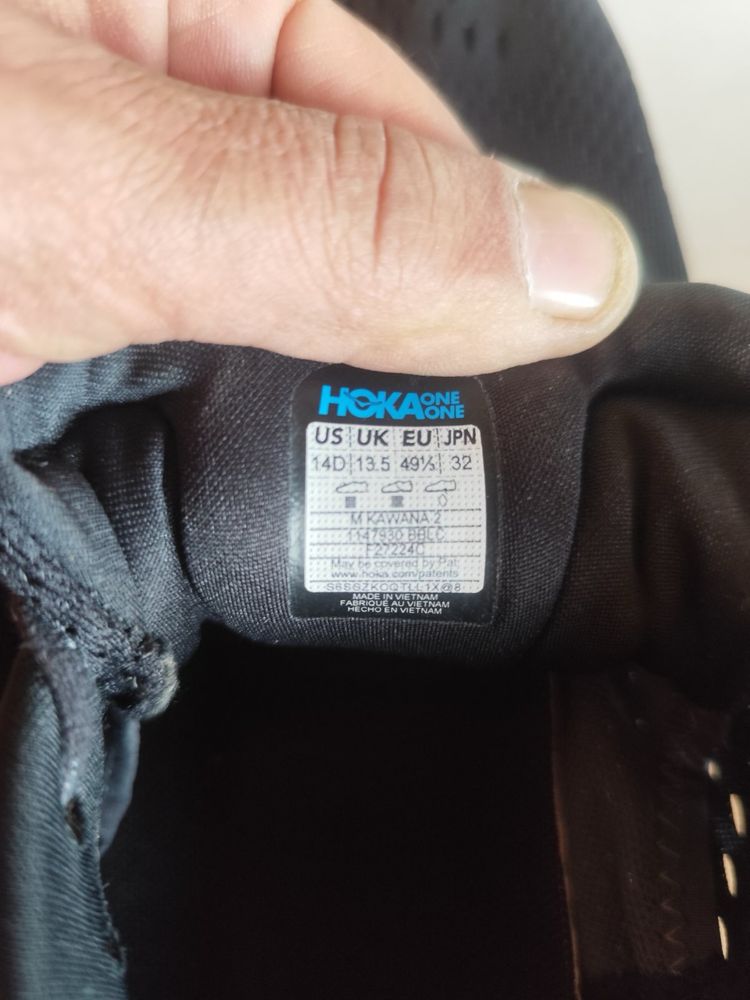 HOKA ONE ONE
US UK EU JPN
14D 13.5 49⅓ 32
M KAWANA 2
1147930 BBLC
F27224C
May be covered by Pat:
www.hoka.com/patents
MADE IN VIETNAM
FABRIQUÉ AU VIETNAM
HECHO EN VIETNAM